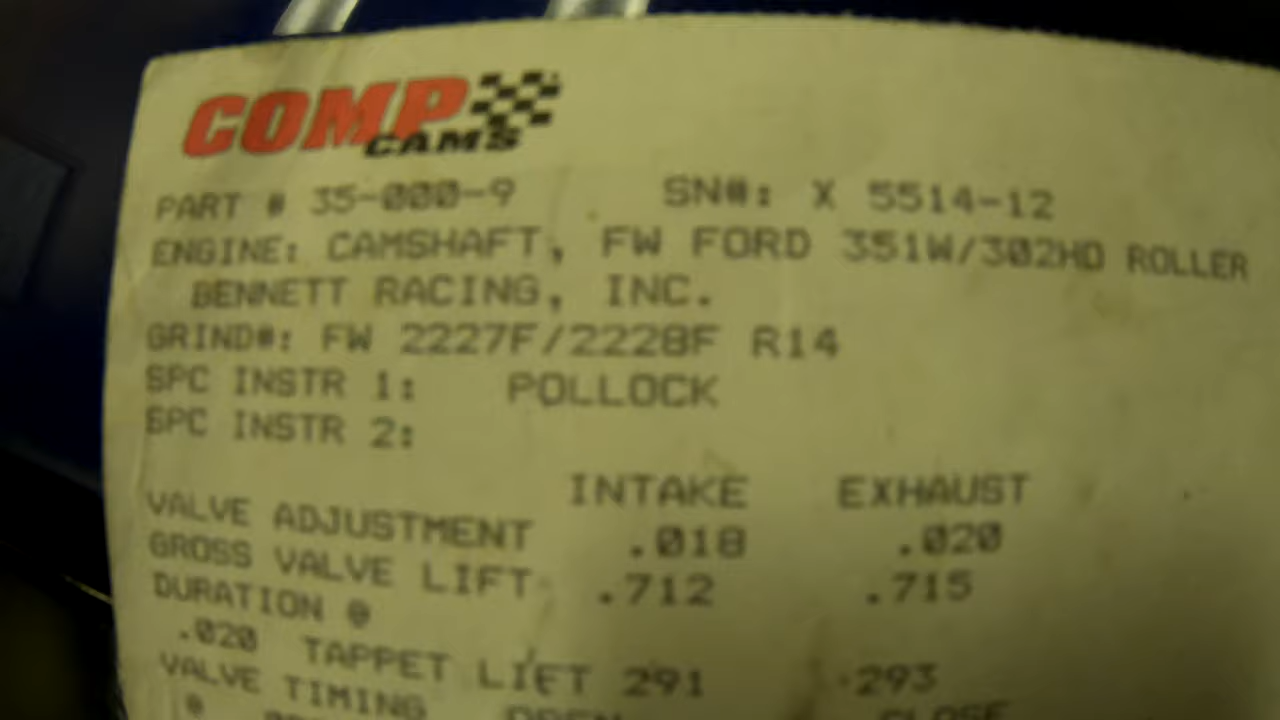 COMP
CAMS
PART # 35-000-9 SN#: X 5514-12
ENGINE: CAMSHAFT, FW FORD 351W/302HO ROLLER
BENNETT RACING, INC.
GRIND#: FW 2227F/2228F R14
SPC INSTR 1: POLLOCK
SPC INSTR 2:
INTAKE EXHAUST
VALVE ADJUSTMENT .018 .020
GROSS VALVE LIFT .712 .715
DURATION @
.020 TAPPET LIFT 291 293
VALVE TIMING OPEN CLOSE
@